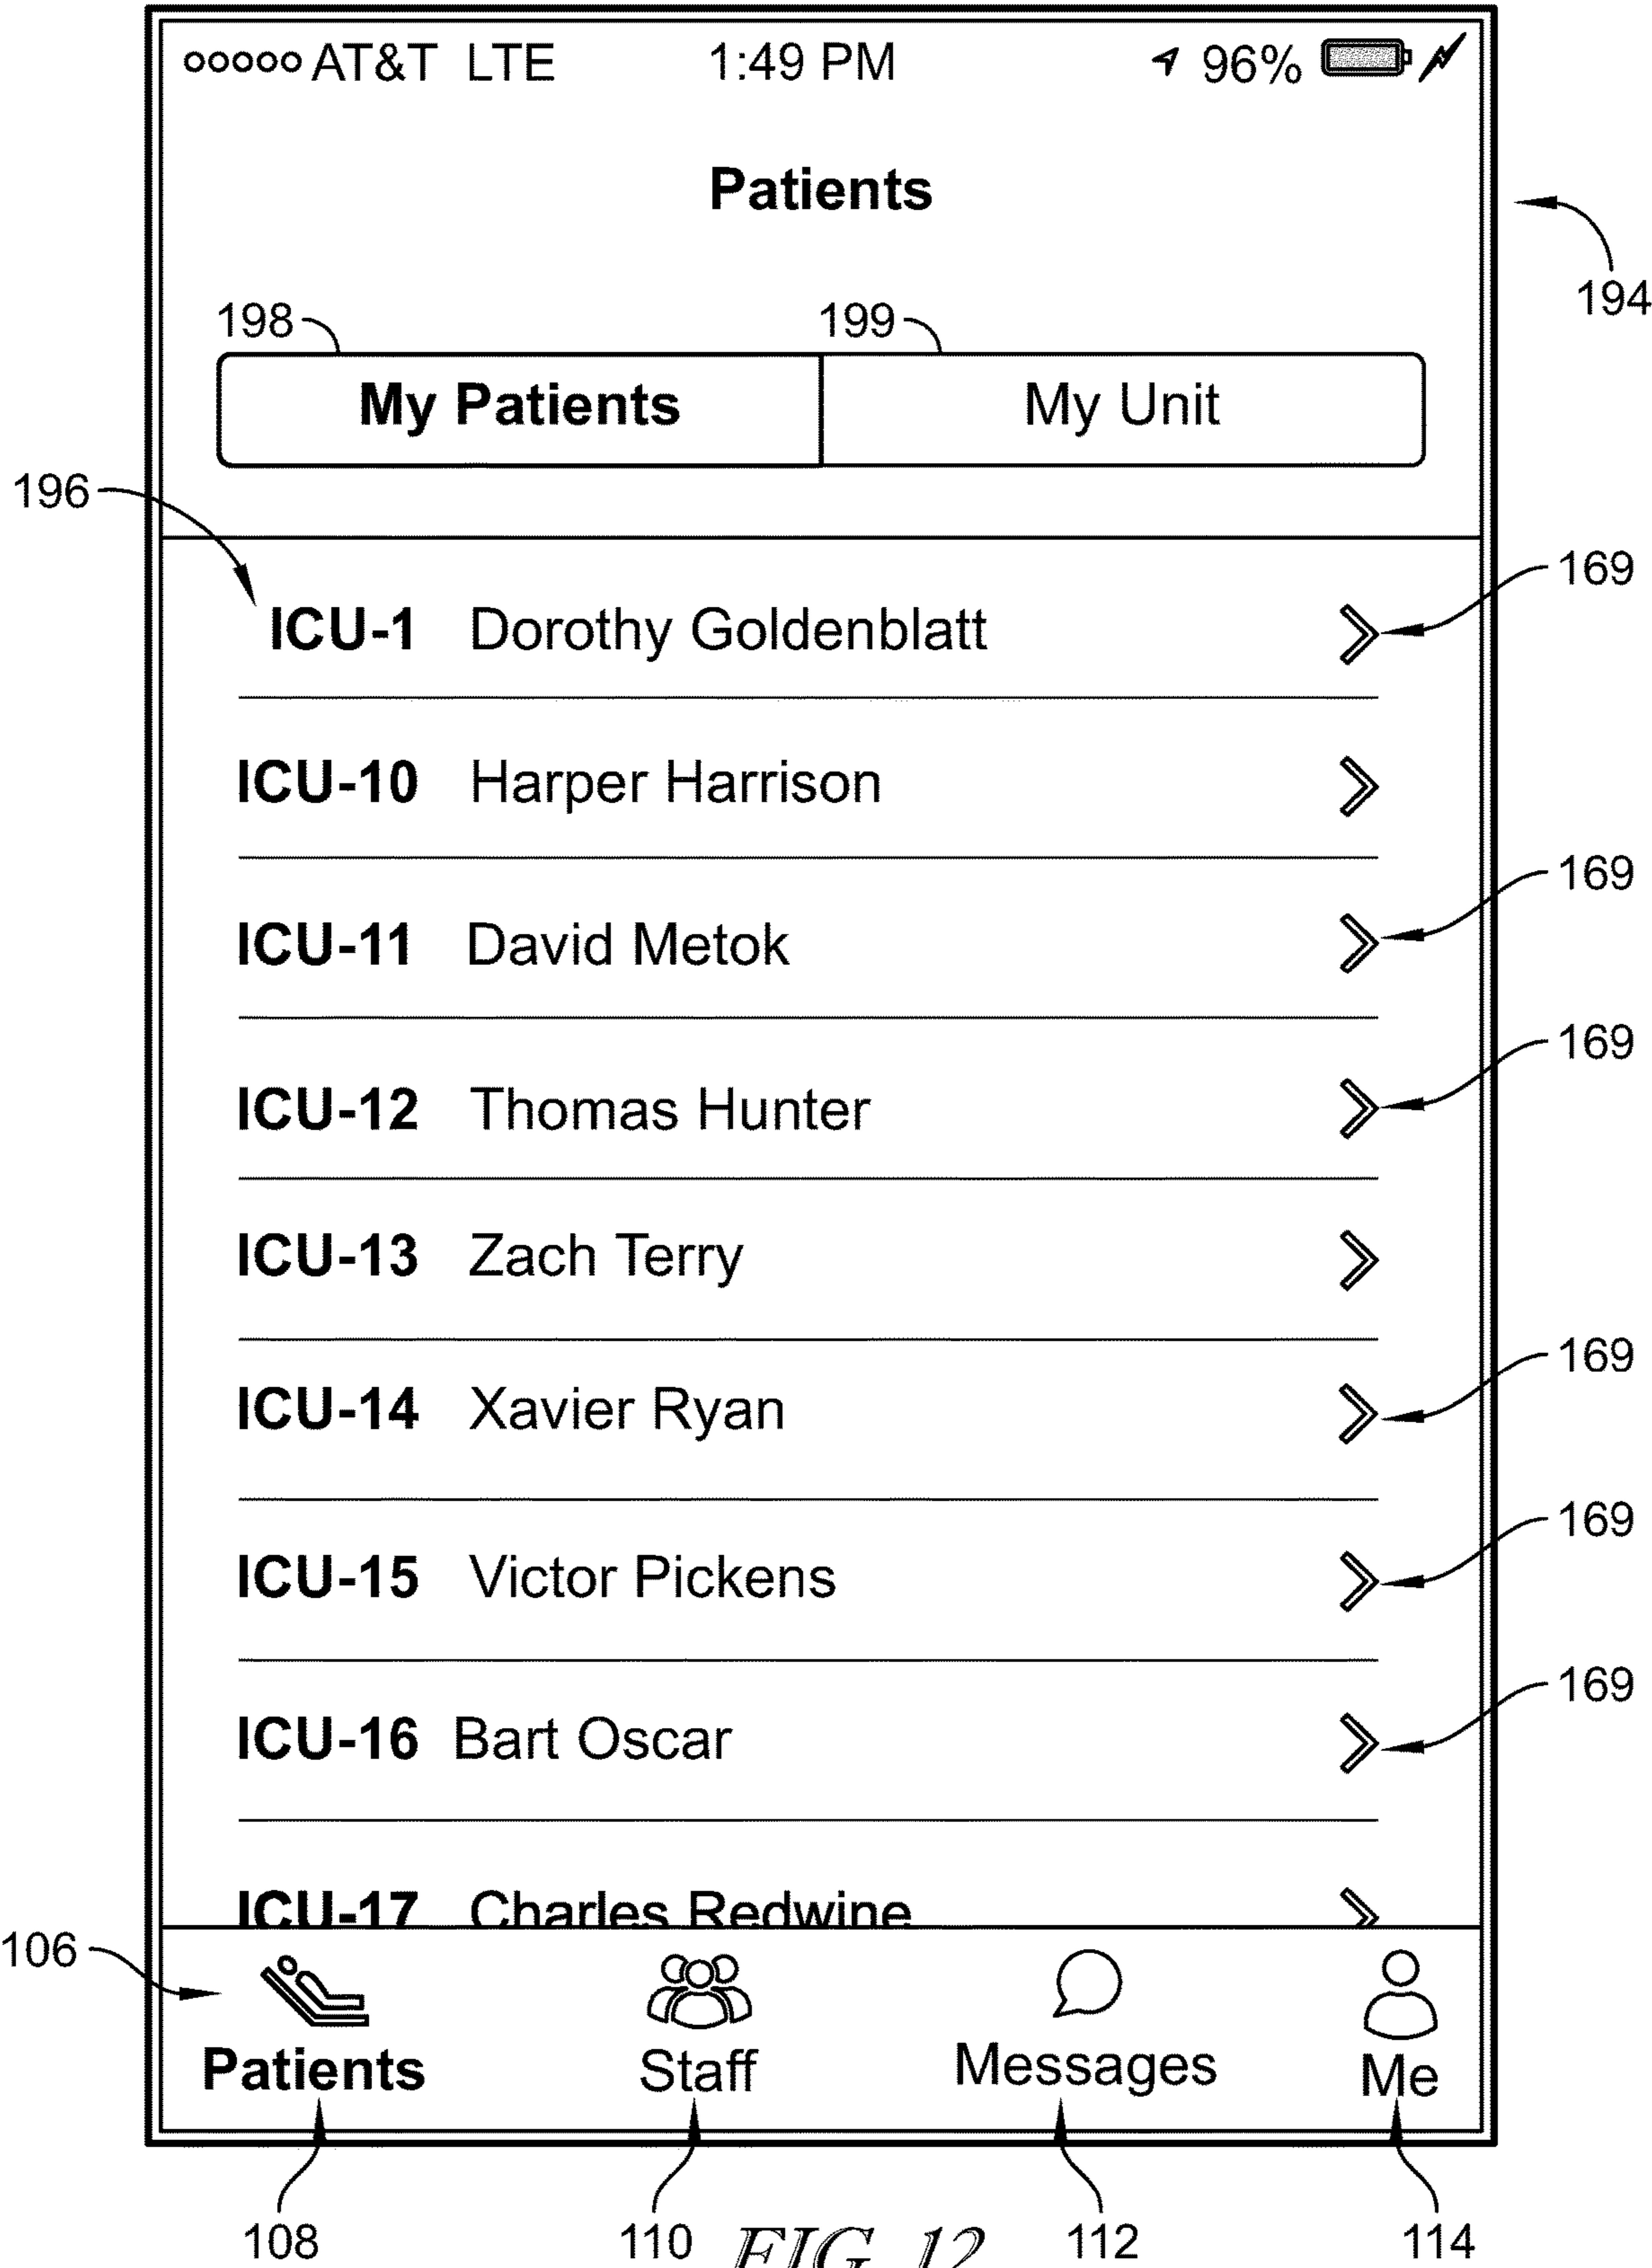 ooooo AT&T LTE 1:49 PM 96%
Patients
194
198 199
My Patients My Unit
196
169
ICU-1 Dorothy Goldenblatt
ICU-10 Harper Harrison
169
ICU-11 David Metok
169
ICU-12 Thomas Hunter
ICU-13 Zach Terry
169
ICU-14 Xavier Ryan
169
ICU-15 Victor Pickens
169
ICU-16 Bart Oscar
ICU-17 Charles Redwine
106
Patients Staff Messages Me
108 110 FIG. 12 112 114